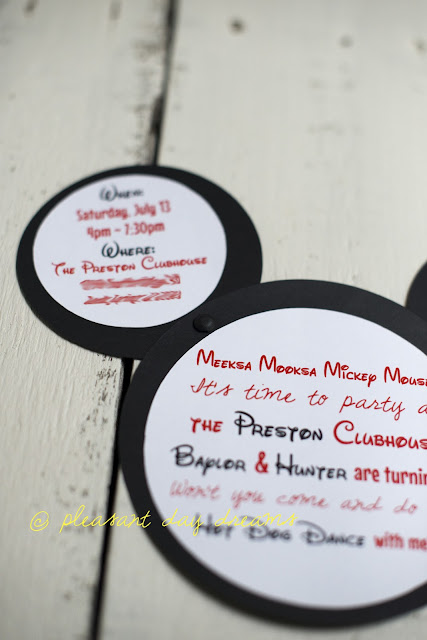 When:
Saturday, July 13
4pm - 7:30pm
Where:
The Preston Clubhouse
Meeksa Mooksa Mickey Mouse
It's time to party a
the Preston Clubhouse
Baylor & Hunter are turnin
Won't you come and do
Hot Dog Dance with me
@ pleasant day dreams